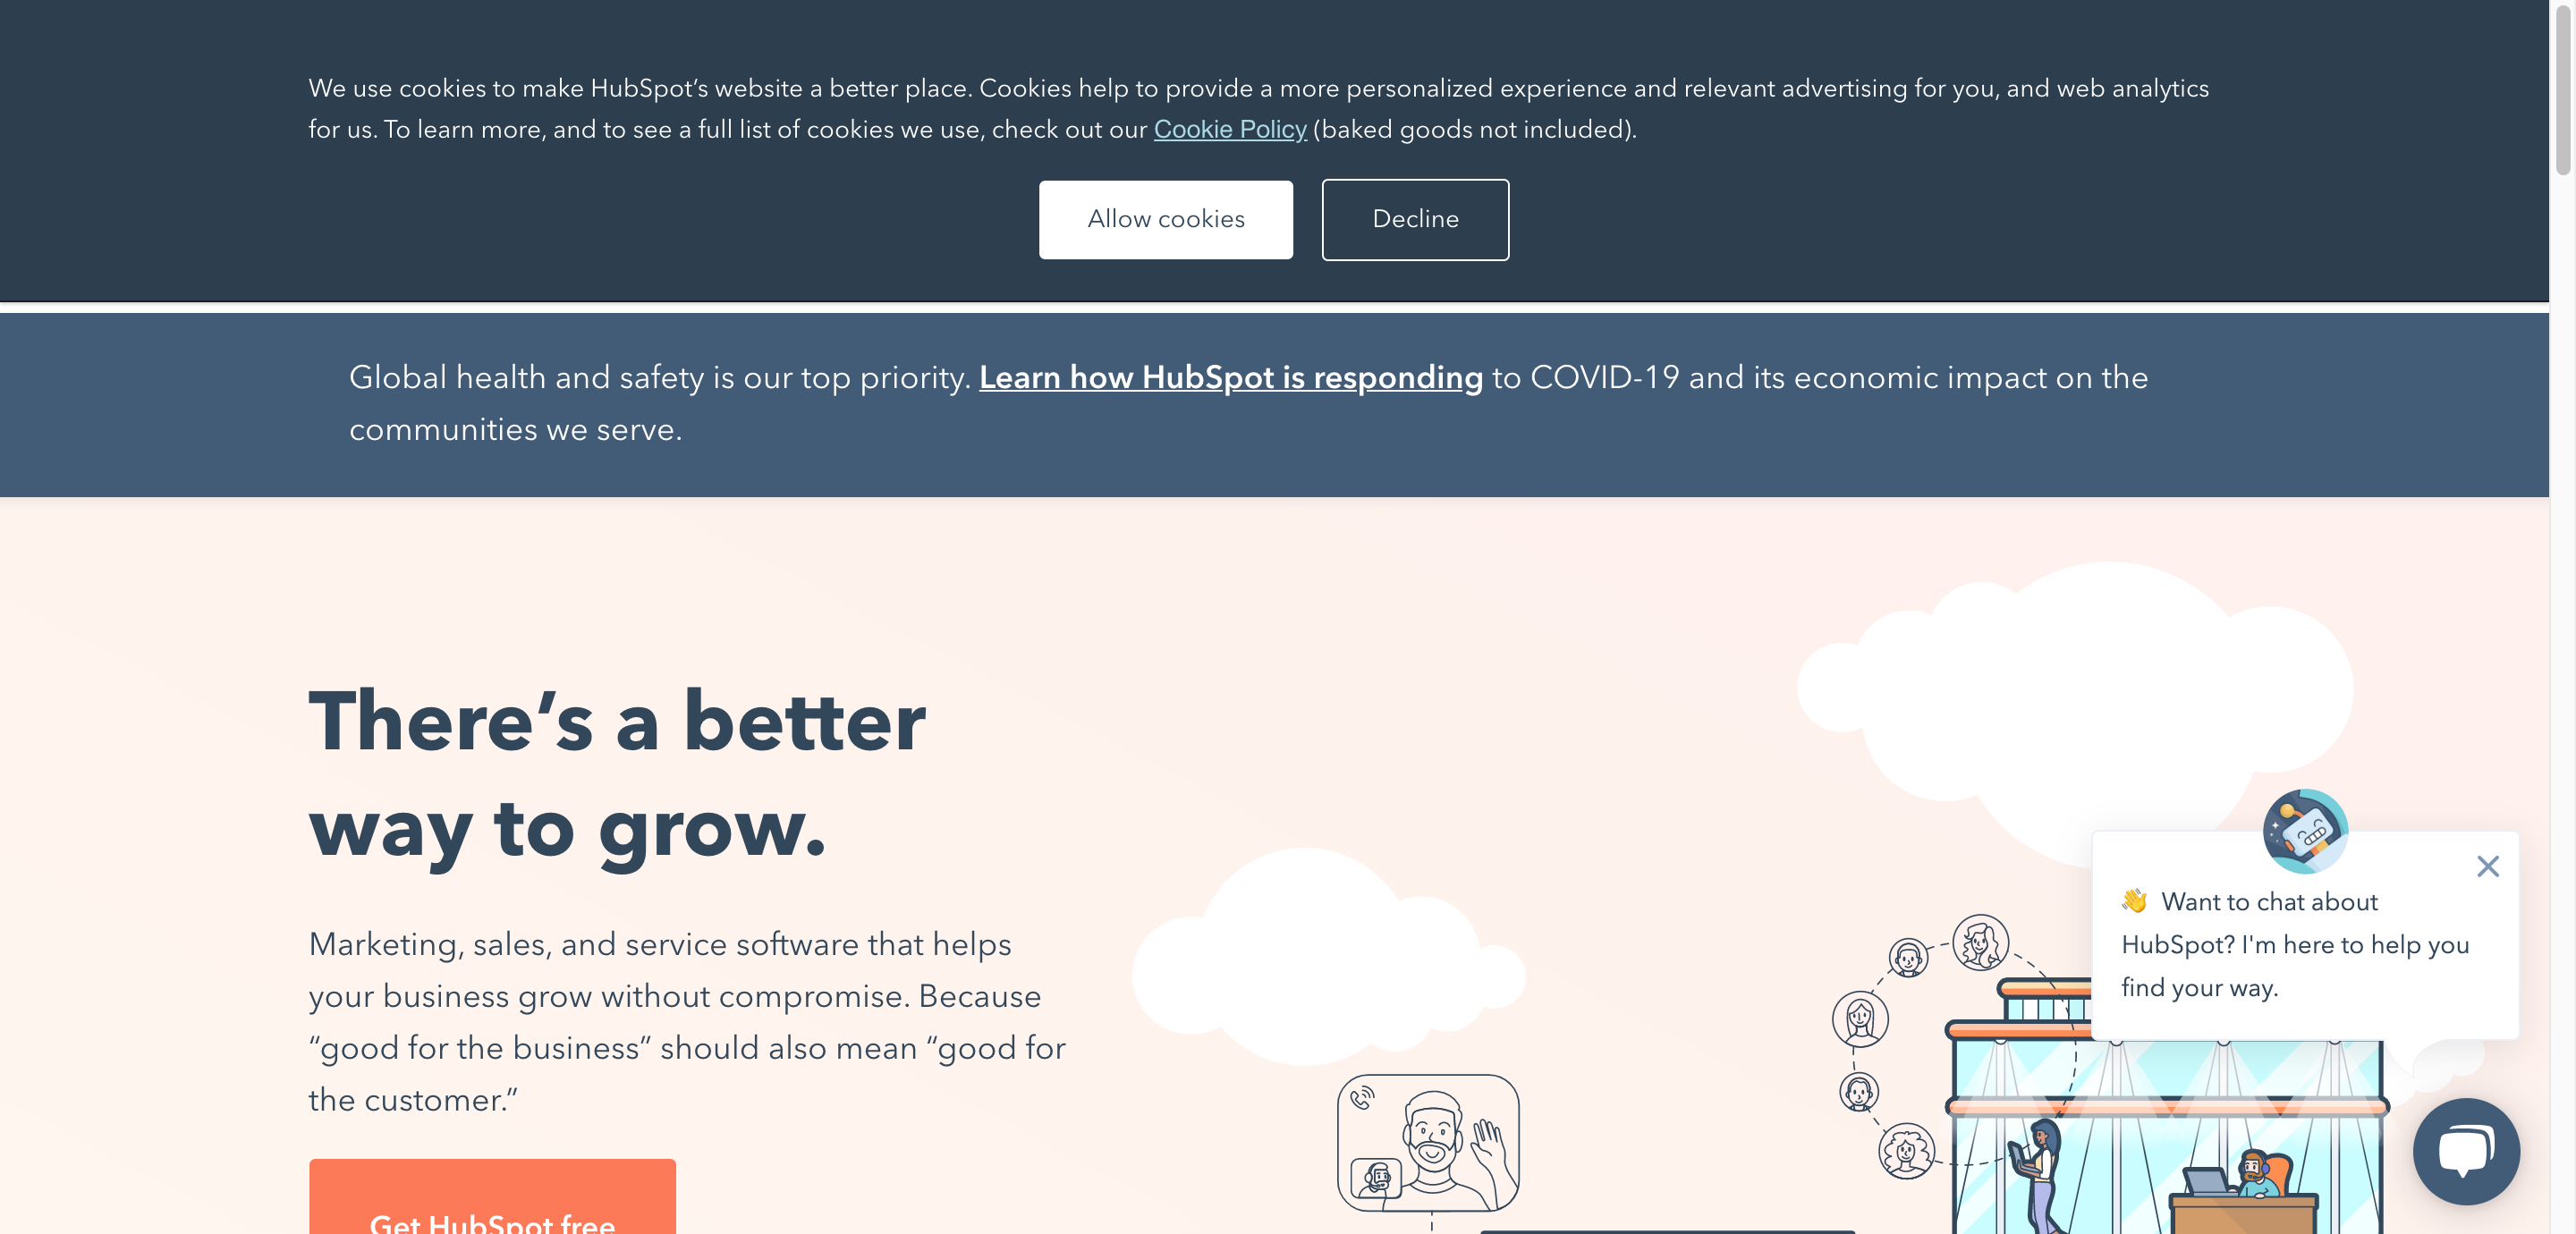 We use cookies to make HubSpot’s website a better place. Cookies help to provide a more personalized experience and relevant advertising for you, and web analytics
for us. To learn more, and to see a full list of cookies we use, check out our Cookie Policy (baked goods not included).
Allow cookies
Decline
Global health and safety is our top priority. Learn how HubSpot is responding to COVID-19 and its economic impact on the
communities we serve.
There’s a better
way to grow.
Marketing, sales, and service software that helps
your business grow without compromise. Because
“good for the business” should also mean “good for
the customer.”
Get HubSpot free
👋 Want to chat about
HubSpot? I'm here to help you
find your way.